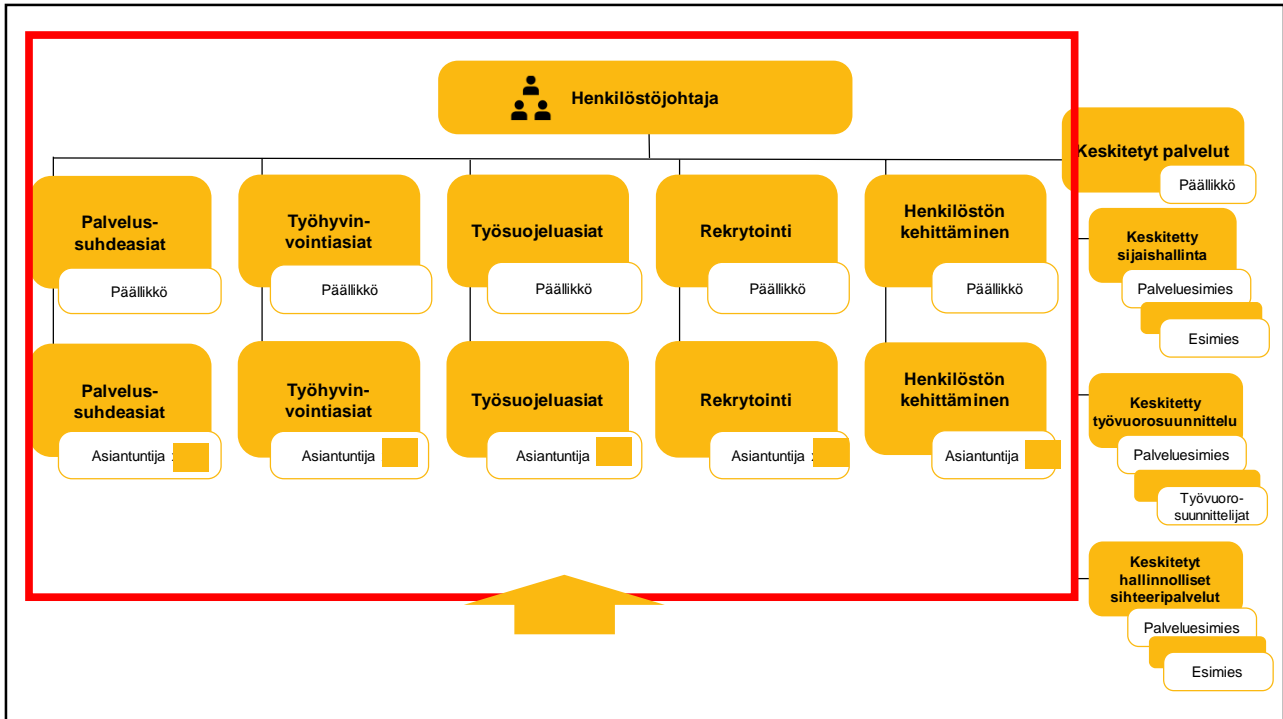 Henkilöstöjohtaja
Keskitetyt palvelut
Päällikkö
Palvelus-
suhdeasiat
Päällikkö
Työhyvin-
vointiasiat
Päällikkö
Työsuojeluasiat
Päällikkö
Rekrytointi
Päällikkö
Henkilöstön
kehittäminen
Päällikkö
Keskitetty
sijaishallinta
Palveluesimies
Esimies
Palvelus-
suhdeasiat
Asiantuntija
Työhyvin-
vointiasiat
Asiantuntija
Työsuojeluasiat
Asiantuntija
Rekrytointi
Asiantuntija
Henkilöstön
kehittäminen
Asiantuntija
Keskitetty
työvuorosuunnittelu
Palveluesimies
Työvuoro-
suunnittelijat
Keskitetyt
hallinnolliset
sihteeripalvelut
Palveluesimies
Esimies